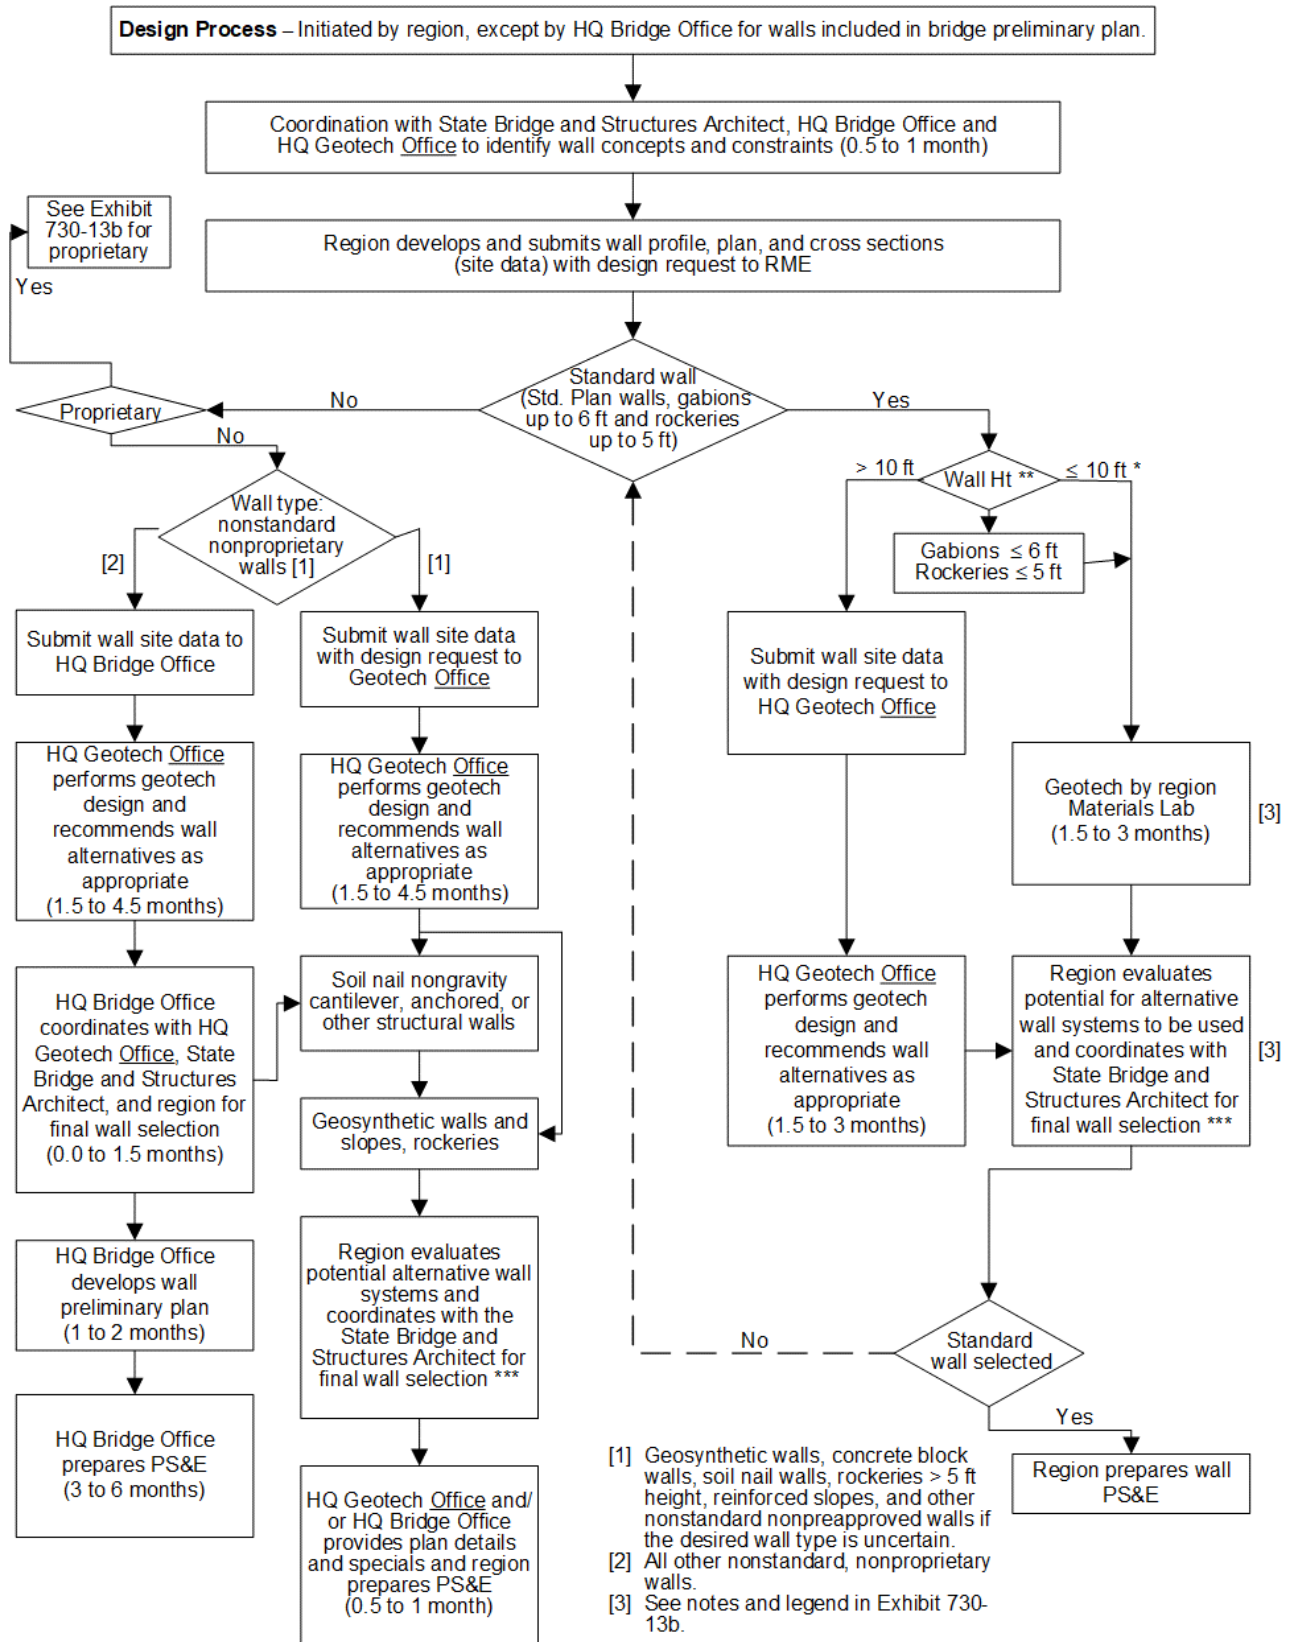 Design Process – Initiated by region, except by HQ Bridge Office for walls included in bridge preliminary plan.
Coordination with State Bridge and Structures Architect, HQ Bridge Office and
HQ Geotech Office to identify wall concepts and constraints (0.5 to 1 month)
See Exhibit
730-13b for
proprietary
Yes
Region develops and submits wall profile, plan, and cross sections
(site data) with design request to RME
Standard wall
(Std. Plan walls, gabions
up to 6 ft and rockeries
up to 5 ft)
No
Yes
Proprietary
No
Wall type:
nonstandard
nonproprietary
walls [1]
[2]
[1]
> 10 ft
Wall Ht **
≤ 10 ft *
Gabions ≤ 6 ft
Rockeries ≤ 5 ft
Submit wall site data to
HQ Bridge Office
Submit wall site data
with design request to
Geotech Office
Submit wall site data
with design request to
HQ Geotech Office
HQ Geotech Office
performs geotech
design and
recommends wall
alternatives as
appropriate
(1.5 to 4.5 months)
HQ Geotech Office
performs geotech
design and
recommends wall
alternatives as
appropriate
(1.5 to 4.5 months)
Geotech by region
Materials Lab
(1.5 to 3 months)
[3]
HQ Bridge Office
coordinates with HQ
Geotech Office, State
Bridge and Structures
Architect, and region for
final wall selection
(0.0 to 1.5 months)
Soil nail nongravity
cantilever, anchored, or
other structural walls
Geosynthetic walls and
slopes, rockeries
HQ Geotech Office
performs geotech
design and
recommends wall
alternatives as
appropriate
(1.5 to 3 months)
Region evaluates
potential for alternative
wall systems to be used
and coordinates with
State Bridge and
Structures Architect for
final wall selection ***
[3]
HQ Bridge Office
develops wall
preliminary plan
(1 to 2 months)
Region evaluates
potential alternative wall
systems and
coordinates with the
State Bridge and
Structures Architect for
final wall selection ***
No
Standard
wall selected
Yes
HQ Bridge Office
prepares PS&E
(3 to 6 months)
HQ Geotech Office and/
or HQ Bridge Office
provides plan details
and specials and region
prepares PS&E
(0.5 to 1 month)
Region prepares wall
PS&E
[1] Geosynthetic walls, concrete block
walls, soil nail walls, rockeries > 5 ft
height, reinforced slopes, and other
nonstandard nonpreapproved walls if
the desired wall type is uncertain.
[2] All other nonstandard, nonproprietary
walls.
[3] See notes and legend in Exhibit 730-
13b.